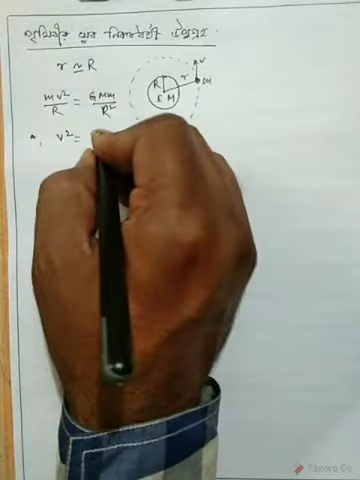 পৃথিবীর খুব নিকটবর্তী উপগ্রহ
r ≃ R
mv²/R = GMm/R²
বা, v² =
v
r
m
R
E M